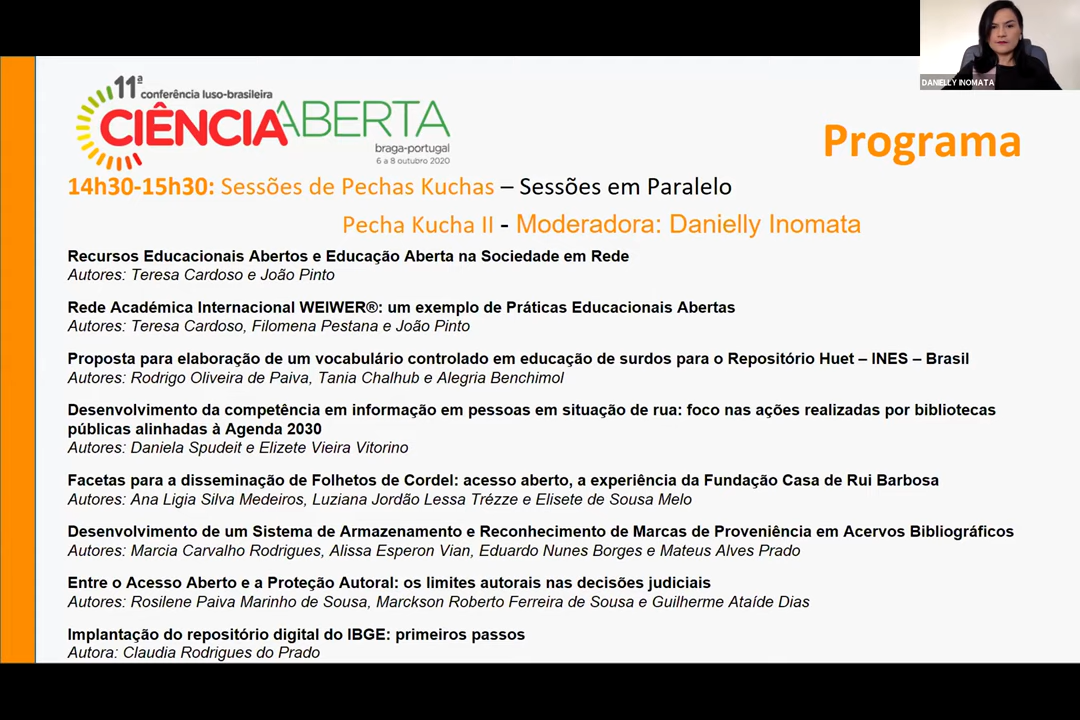 DANIELLY INOMATA
11ª
conferência luso-brasileira
CIÊNCIAABERTA
braga-portugal
6 a 8 outubro 2020
Programa
14h30-15h30: Sessões de Pechas Kuchas – Sessões em Paralelo
Pecha Kucha II - Moderadora: Danielly Inomata
Recursos Educacionais Abertos e Educação Aberta na Sociedade em Rede
Autores: Teresa Cardoso e João Pinto
Rede Académica Internacional WEIWER®: um exemplo de Práticas Educacionais Abertas
Autores: Teresa Cardoso, Filomena Pestana e João Pinto
Proposta para elaboração de um vocabulário controlado em educação de surdos para o Repositório Huet – INES – Brasil
Autores: Rodrigo Oliveira de Paiva, Tania Chalhub e Alegria Benchimol
Desenvolvimento da competência em informação em pessoas em situação de rua: foco nas ações realizadas por bibliotecas
públicas alinhadas à Agenda 2030
Autores: Daniela Spudeit e Elizete Vieira Vitorino
Facetas para a disseminação de Folhetos de Cordel: acesso aberto, a experiência da Fundação Casa de Rui Barbosa
Autores: Ana Ligia Silva Medeiros, Luziana Jordão Lessa Trézze e Elisete de Sousa Melo
Desenvolvimento de um Sistema de Armazenamento e Reconhecimento de Marcas de Proveniência em Acervos Bibliográficos
Autores: Marcia Carvalho Rodrigues, Alissa Esperon Vian, Eduardo Nunes Borges e Mateus Alves Prado
Entre o Acesso Aberto e a Proteção Autoral: os limites autorais nas decisões judiciais
Autores: Rosilene Paiva Marinho de Sousa, Marckson Roberto Ferreira de Sousa e Guilherme Ataíde Dias
Implantação do repositório digital do IBGE: primeiros passos
Autora: Claudia Rodrigues do Prado